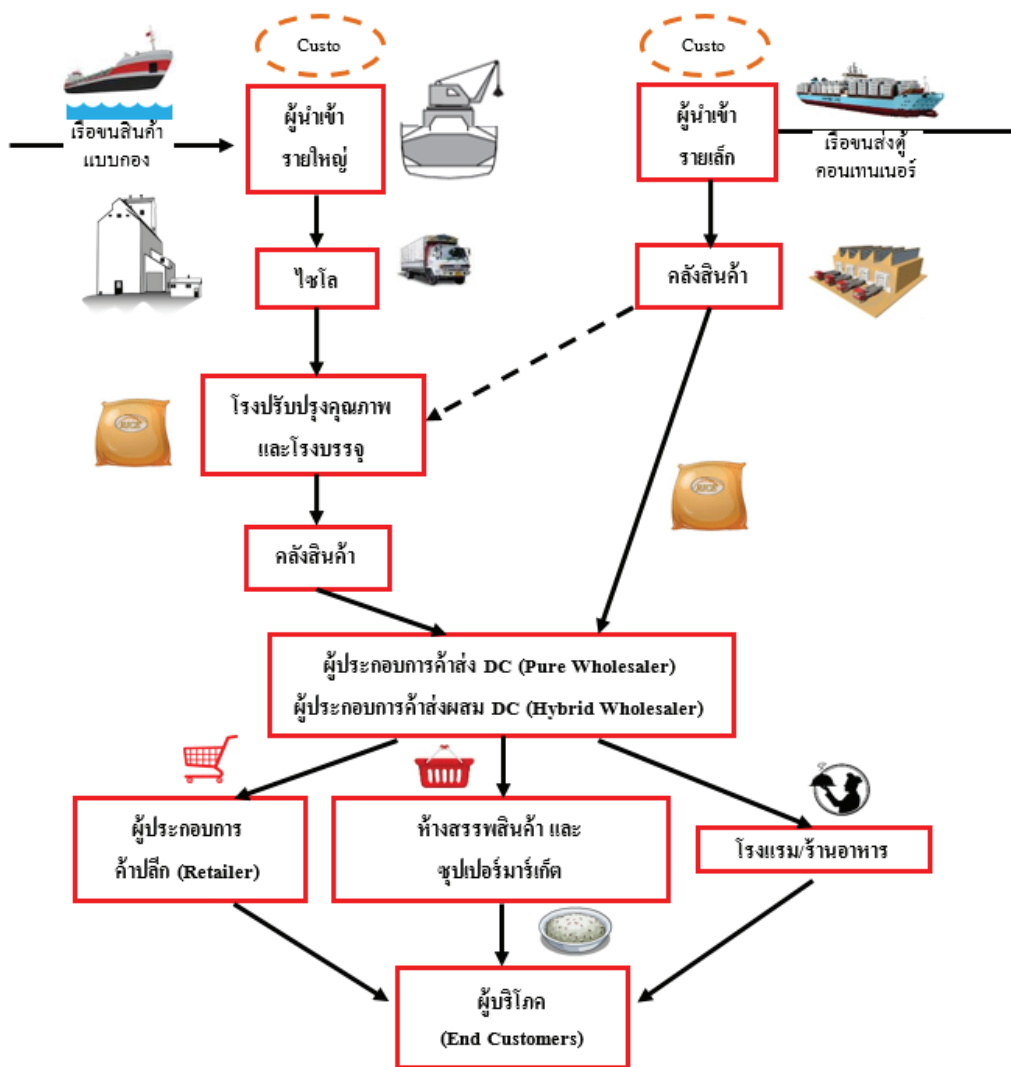 Custo
Custo
เรือขนสินค้า
แบบกอง
ผู้นำเข้า
รายใหญ่
ผู้นำเข้า
รายเล็ก
เรือขนส่งตู้
คอนเทนเนอร์
ไซโล
คลังสินค้า
โรงปรับปรุงคุณภาพ
และโรงบรรจุ
RICE
RICE
คลังสินค้า
ผู้ประกอบการค้าส่ง DC (Pure Wholesaler)
ผู้ประกอบการค้าส่งผสม DC (Hybrid Wholesaler)
ผู้ประกอบการ
ค้าปลีก (Retailer)
ห้างสรรพสินค้า และ
ซุปเปอร์มาร์เก็ต
โรงแรม/ร้านอาหาร
ผู้บริโภค
(End Customers)